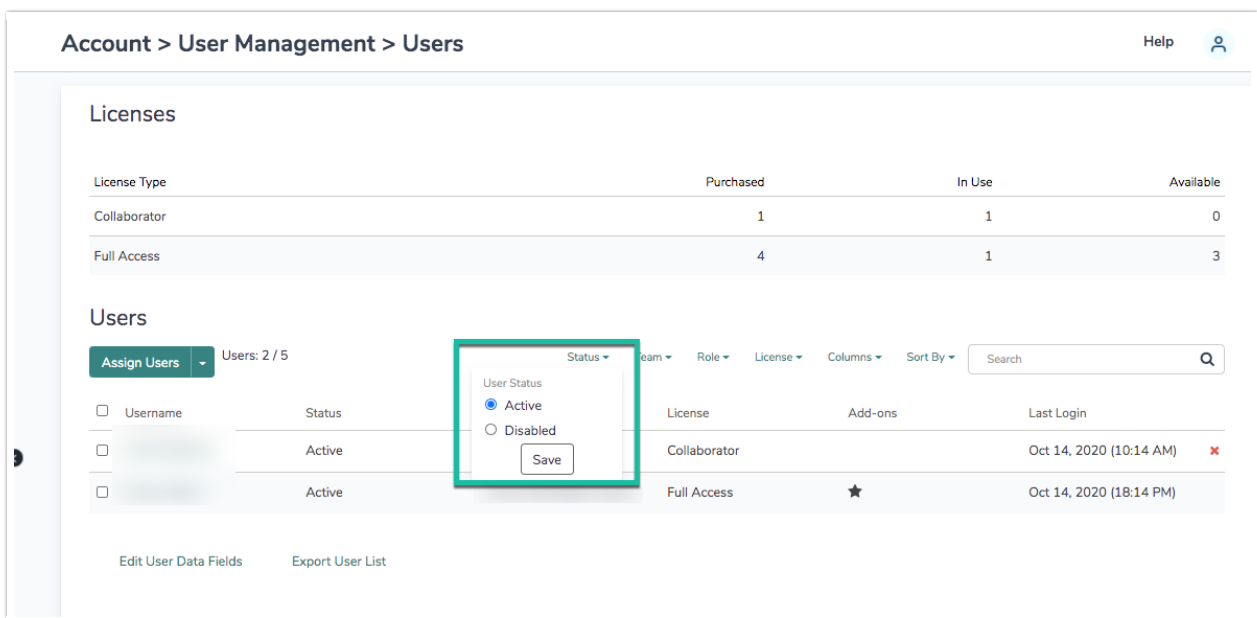 Account > User Management > Users Help
Licenses
License Type Purchased In Use Available
Collaborator 1 1 0
Full Access 4 1 3
Users
Assign Users Users: 2 / 5 Status Role License Columns Sort By Search
User Status
Username Status Active License Add-ons Last Login
Disabled
Active Save Collaborator Oct 14, 2020 (10:14 AM)
Active Full Access Oct 14, 2020 (18:14 PM)
Edit User Data Fields Export User List